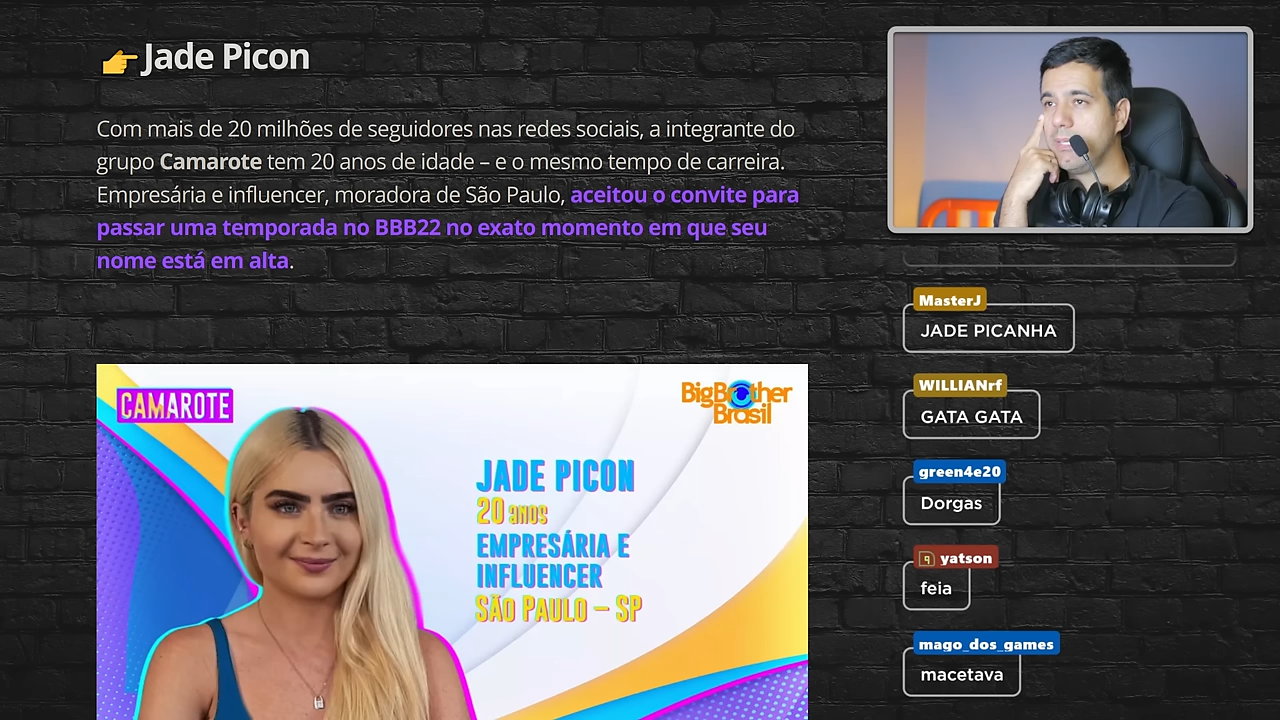 Jade Picon
Com mais de 20 milhões de seguidores nas redes sociais, a integrante do
grupo Camarote tem 20 anos de idade – e o mesmo tempo de carreira.
Empresária e influencer, moradora de São Paulo, aceitou o convite para
passar uma temporada no BBB22 no exato momento em que seu
nome está em alta.
CAMAROTE
BigBrother
Brasil
JADE PICON
20 anos
EMPRESÁRIA E
INFLUENCER
SÃO PAULO – SP
MasterJ
JADE PICANHA
WILLIANrf
GATA GATA
green4e20
Dorgas
yatson
feia
mago_dos_games
macetava